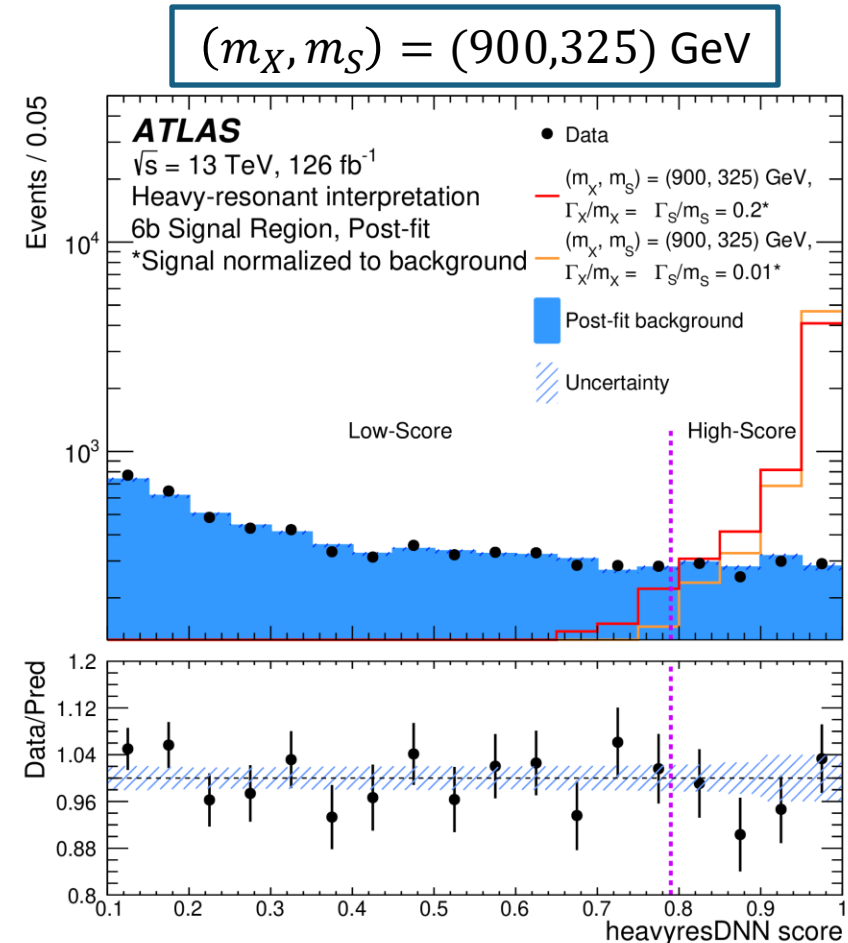 (m_X, m_S) = (900,325) GeV
Events / 0.05
10⁴
10³
ATLAS
√s = 13 TeV, 126 fb⁻¹
Heavy-resonant interpretation
6b Signal Region, Post-fit
*Signal normalized to background
Data
(m_X, m_S) = (900, 325) GeV,
Γ_X/m_X = Γ_S/m_S = 0.2*
(m_X, m_S) = (900, 325) GeV,
Γ_X/m_X = Γ_S/m_S = 0.01*
Post-fit background
Uncertainty
Low-Score
High-Score
Data/Pred
1.2
1.12
1.04
0.96
0.88
0.8
0.1 0.2 0.3 0.4 0.5 0.6 0.7 0.8 0.9 1
heavyresDNN score